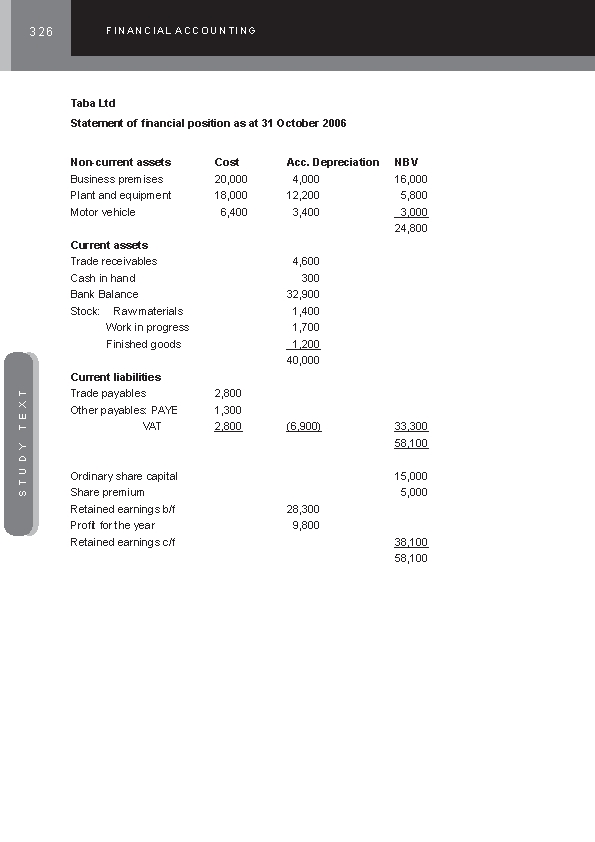 326
FINANCIAL ACCOUNTING
Taba Ltd
Statement of financial position as at 31 October 2006
Non-current assets Cost Acc. Depreciation NBV
Business premises 20,000 4,000 16,000
Plant and equipment 18,000 12,200 5,800
Motor vehicle 6,400 3,400 3,000
24,800
Current assets
Trade receivables 4,600
Cash in hand 300
Bank Balance 32,900
Stock: Raw materials 1,400
Work in progress 1,700
Finished goods 1,200
40,000
Current liabilities
Trade payables 2,800
Other payables: PAYE 1,300
VAT 2,800 (6,900) 33,300
58,100
Ordinary share capital 15,000
Share premium 5,000
Retained earnings b/f 28,300
Profit for the year 9,800
Retained earnings c/f 38,100
58,100
STUDY TEXT